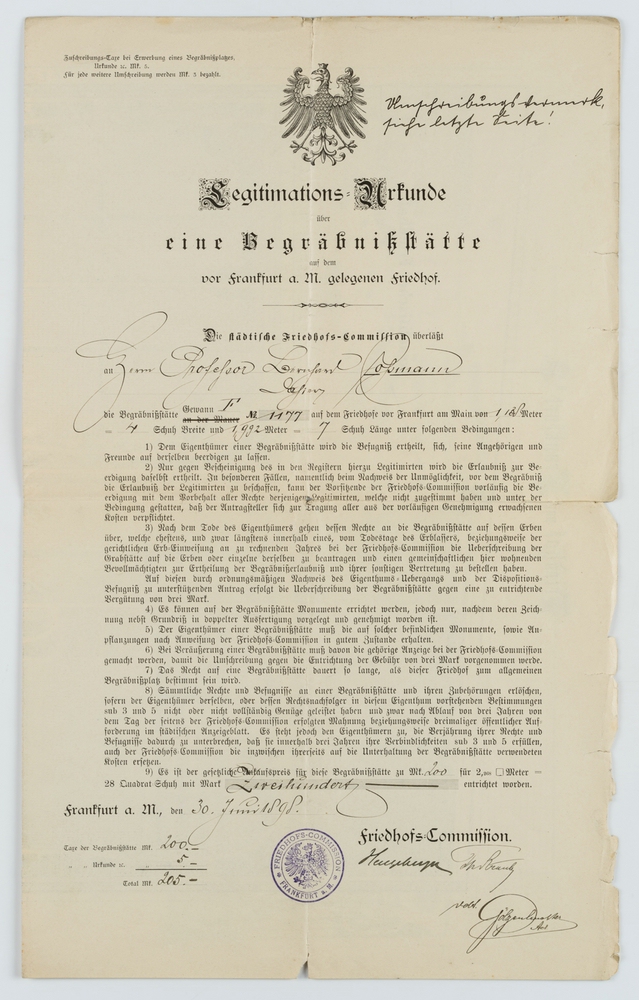 Zuschreibungs-Taxe bei Erwerbung eines Begräbnißplatzes,
Urkunde ꝛc. Mk. 5.
Für jede weitere Umschreibung werden Mk. 3 bezahlt.
Umschreibungsvermerk,
siehe letzte Seite!
Legitimations-Urkunde
über
eine Begräbnißstätte
auf dem
vor Frankfurt a. M. gelegenen Friedhof.
Die städtische Friedhofs-Commission überläßt
an Herrn Professor Bernhard Coßmann
dahier
die Begräbnißstätte Gewann F an der Mauer № 1177 auf dem Friedhofe vor Frankfurt am Main von Meter
= 4 Schuh Breite und 1,992 Meter = 7 Schuh Länge unter folgenden Bedingungen:
1) Dem Eigenthümer einer Begräbnißstätte wird die Befugniß ertheilt, sich, seine Angehörigen und
Freunde auf derselben beerdigen zu lassen.
2) Nur gegen Bescheinigung des in den Registern hierzu Legitimirten wird die Erlaubniß zur Be-
erdigung daselbst ertheilt. In besonderen Fällen, namentlich beim Nachweis der Unmöglichkeit, vor dem Begräbniß
die Erlaubniß der Legitimirten zu beschaffen, kann der Vorsitzende der Friedhofs-Commission vorläufig die Be-
erdigung mit dem Vorbehalt aller Rechte derjenigen Legitimirten, welche nicht zugestimmt haben und unter der
Bedingung gestatten, daß der Antragsteller sich zur Tragung aller aus der vorläufigen Genehmigung erwachsenen
Kosten verpflichtet.
3) Nach dem Tode des Eigenthümers gehen dessen Rechte an die Begräbnißstätte auf dessen Erben
über, welche ehestens, und zwar längstens innerhalb eines, vom Todestage des Erblassers, beziehungsweise der
gerichtlichen Erb-Einweisung an zu rechnenden Jahres bei der Friedhofs-Commission die Ueberschreibung der
Grabstätte auf die Erben oder einzelne derselben zu beantragen und einen gemeinschaftlichen hier wohnenden
Bevollmächtigten zur Ertheilung der Begräbnißerlaubniß und ihrer sonstigen Vertretung zu bestellen haben.
Auf diesen durch ordnungsmäßigen Nachweis des Eigenthums-Uebergangs und der Dispositions-
Befugniß zu unterstützenden Antrag erfolgt die Ueberschreibung der Begräbnißstätte gegen eine zu entrichtende
Vergütung von drei Mark.
4) Es können auf der Begräbnißstätte Monumente errichtet werden, jedoch nur, nachdem deren Zeich-
nung nebst Grundriß in doppelter Ausfertigung vorgelegt und genehmigt worden ist.
5) Der Eigenthümer einer Begräbnißstätte muß die auf solcher befindlichen Monumente, sowie An-
pflanzungen nach Anweisung der Friedhofs-Commission in gutem Zustande erhalten.
6) Bei Veräußerung einer Begräbnißstätte muß davon die gehörige Anzeige bei der Friedhofs-Commission
gemacht werden, damit die Umschreibung gegen die Entrichtung der Gebühr von drei Mark vorgenommen werde.
7) Das Recht auf eine Begräbnißstätte dauert so lange, als dieser Friedhof zum allgemeinen
Begräbnißplatz bestimmt sein wird.
8) Sämmtliche Rechte und Befugnisse an einer Begräbnißstätte und ihren Zubehörungen erlöschen,
sofern der Eigenthümer derselben, oder dessen Rechtsnachfolger in diesem Eigenthum vorstehenden Bestimmungen
sub 3 und 5 nicht oder nicht vollständig Genüge geleistet haben und zwar nach Ablauf von drei Jahren von
dem Tag der seitens der Friedhofs-Commission erfolgten Mahnung beziehungsweise dreimaliger öffentlicher Auf-
forderung im städtischen Anzeigeblatt. Es steht jedoch den Eigenthümern zu, die Verjährung ihrer Rechte und
Befugnisse dadurch zu unterbrechen, daß sie innerhalb drei Jahren ihre Verbindlichkeiten sub 3 und 5 erfüllen,
auch der Friedhofs-Commission die inzwischen ihrerseits auf die Unterhaltung der Begräbnißstätte verwendeten
Kosten ersetzen.
9) Es ist der gesetzliche Ankaufspreis für diese Begräbnißstätte zu Mk. 200 für □ Meter =
28 Quadrat-Schuh mit Mark Zweihundert entrichtet worden.
Frankfurt a. M., den 30. Juni 1898.
Taxe der Begräbnißstätte Mk. 200.–
„ „ Urkunde ꝛc. „ 5.–
Total Mk. 205.–
FRIEDHOFS-COMMISSION
FRANKFURT A. M.
Friedhofs-Commission.
vdt.